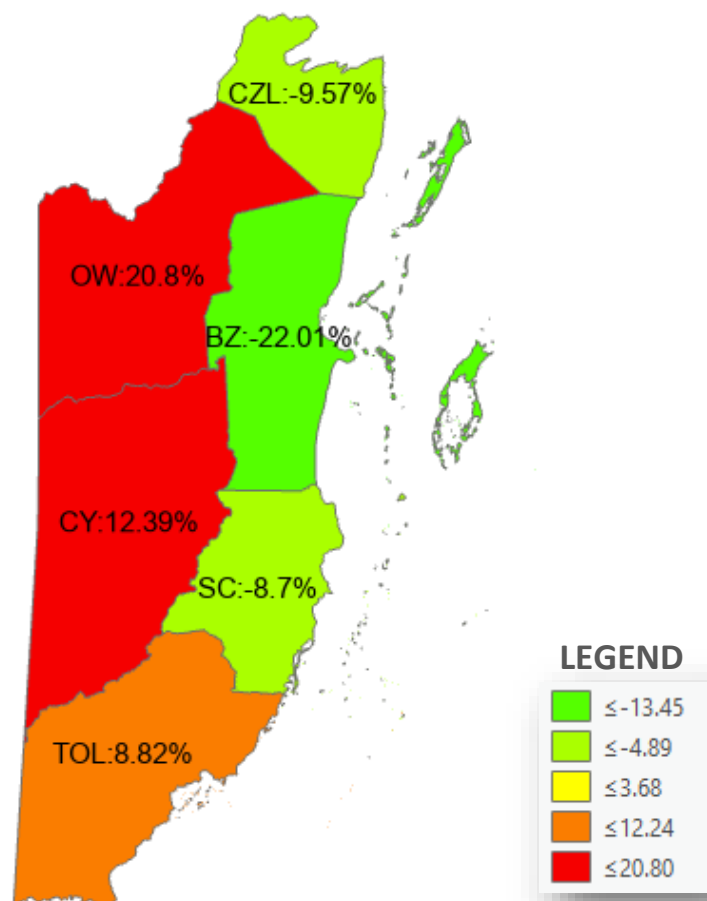 CZL:-9.57%
OW:20.8%
BZ:-22.01%
CY:12.39%
SC:-8.7%
TOL:8.82%
LEGEND
≤-13.45
≤-4.89
≤3.68
≤12.24
≤20.80